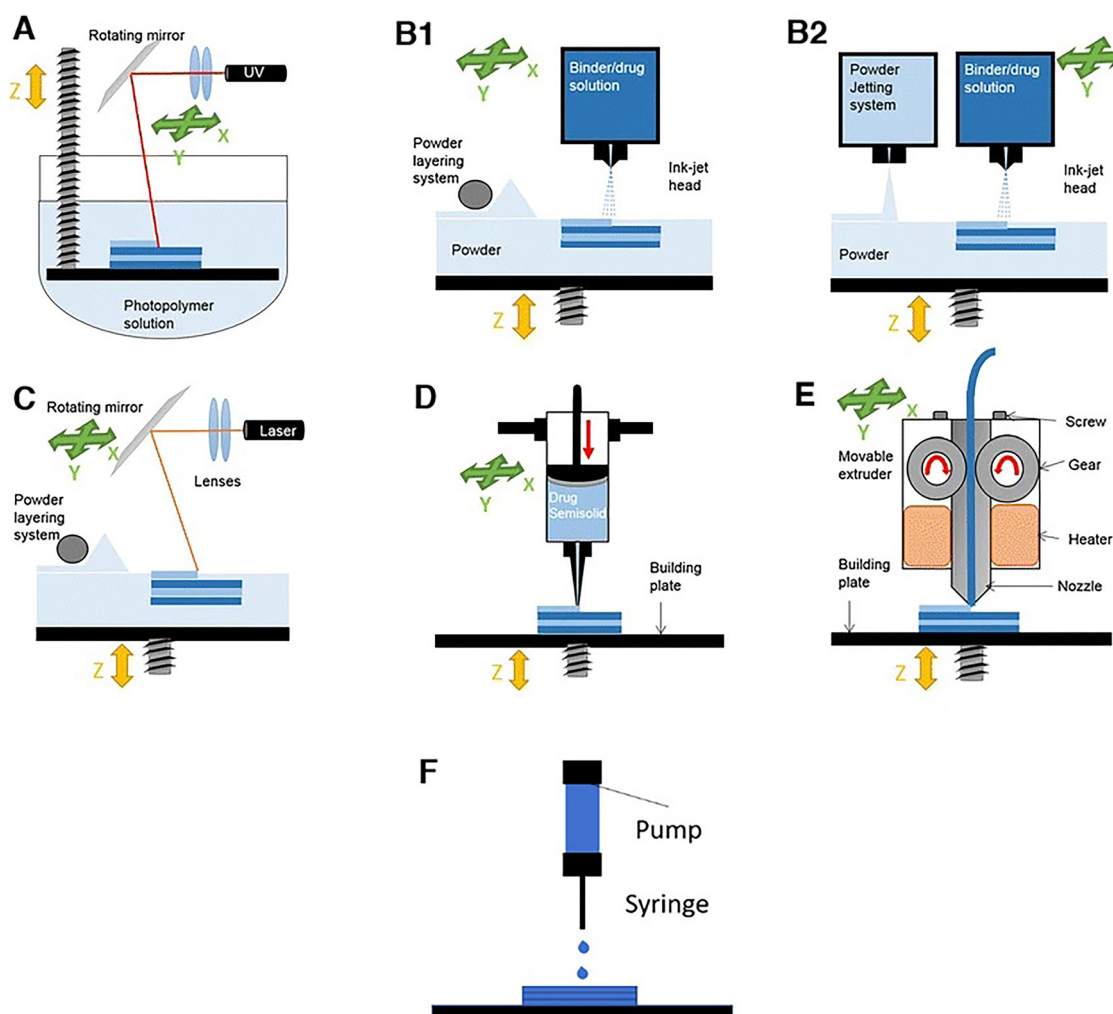 A
Rotating mirror
UV
Z
X
Y
Photopolymer
solution
B1
X
Y
Binder/drug
solution
Powder
layering
system
Ink-jet
head
Powder
Z
B2
Powder
Jetting
system
Binder/drug
solution
X
Y
Ink-jet
head
Powder
Z
C
Rotating mirror
Laser
X
Y
Lenses
Powder
layering
system
Z
D
X
Y
Drug
Semisolid
Building
plate
Z
E
X
Y
Screw
Movable
extruder
Gear
Heater
Building
plate
Nozzle
Z
F
Pump
Syringe